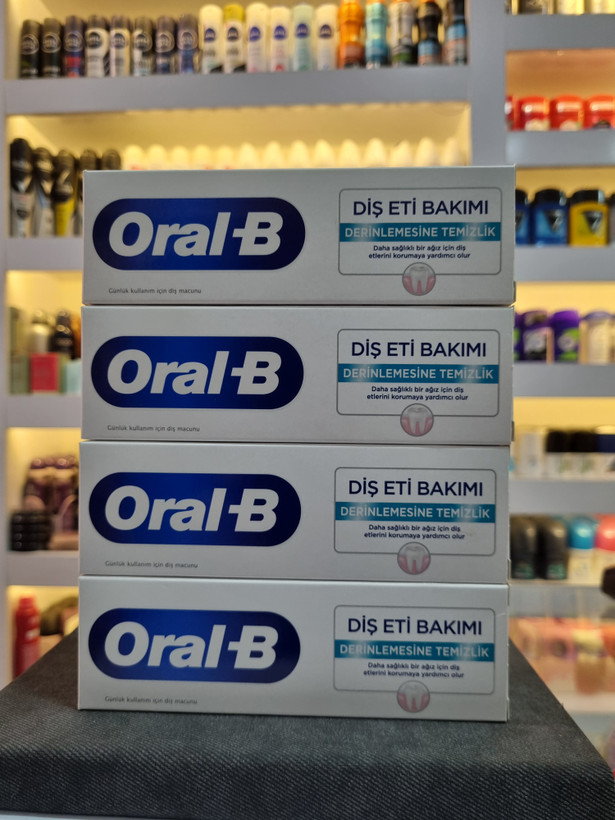 Oral-B
DİŞ ETİ BAKIMI
DERİNLEMESİNE TEMİZLİK
Daha sağlıklı bir ağız için diş
etlerini korumaya yardımcı olur
Günlük kullanım için diş macunu
Oral-B
DİŞ ETİ BAKIMI
DERİNLEMESİNE TEMİZLİK
Daha sağlıklı bir ağız için diş
etlerini korumaya yardımcı olur
Günlük kullanım için diş macunu
Oral-B
DİŞ ETİ BAKIMI
DERİNLEMESİNE TEMİZLİK
Daha sağlıklı bir ağız için diş
etlerini korumaya yardımcı olur
Günlük kullanım için diş macunu
Oral-B
DİŞ ETİ BAKIMI
DERİNLEMESİNE TEMİZLİK
Daha sağlıklı bir ağız için diş
etlerini korumaya yardımcı olur
Günlük kullanım için diş macunu